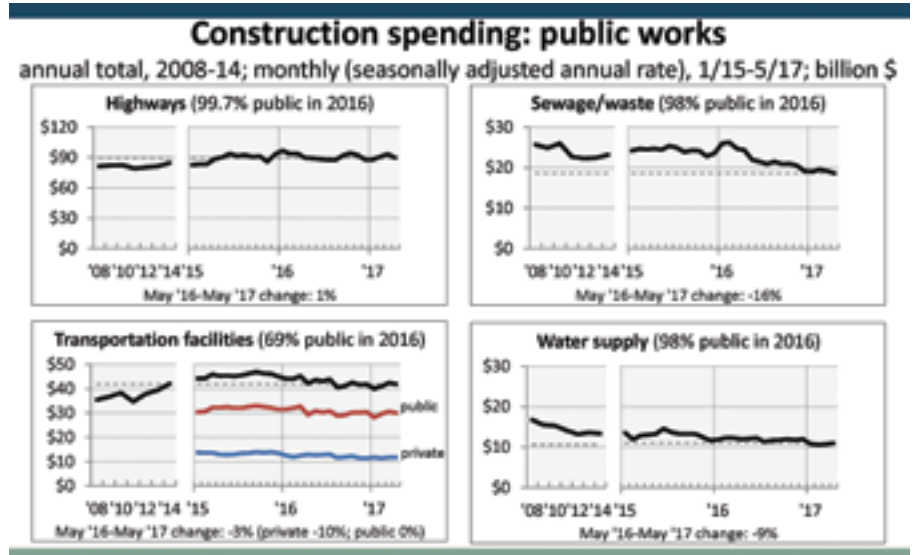 Construction spending: public works
annual total, 2008-14; monthly (seasonally adjusted annual rate), 1/15-5/17; billion $
Highways (99.7% public in 2016)
$120
$90
$60
$30
$0
'08'10'12'14'15 '16 '17
May '16-May '17 change: 1%
Sewage/waste (98% public in 2016)
$30
$20
$10
$0
'08'10'12'14'15 '16 '17
May '16-May '17 change: -16%
Transportation facilities (69% public in 2016)
$50
$40
$30
$20
$10
$0
public
private
'08'10'12'14 '15 '16 '17
May '16-May '17 change: -3% (private -10%; public 0%)
Water supply (98% public in 2016)
$30
$20
$10
$0
'08'10'12'14 '15 '16 '17
May '16-May '17 change: -9%